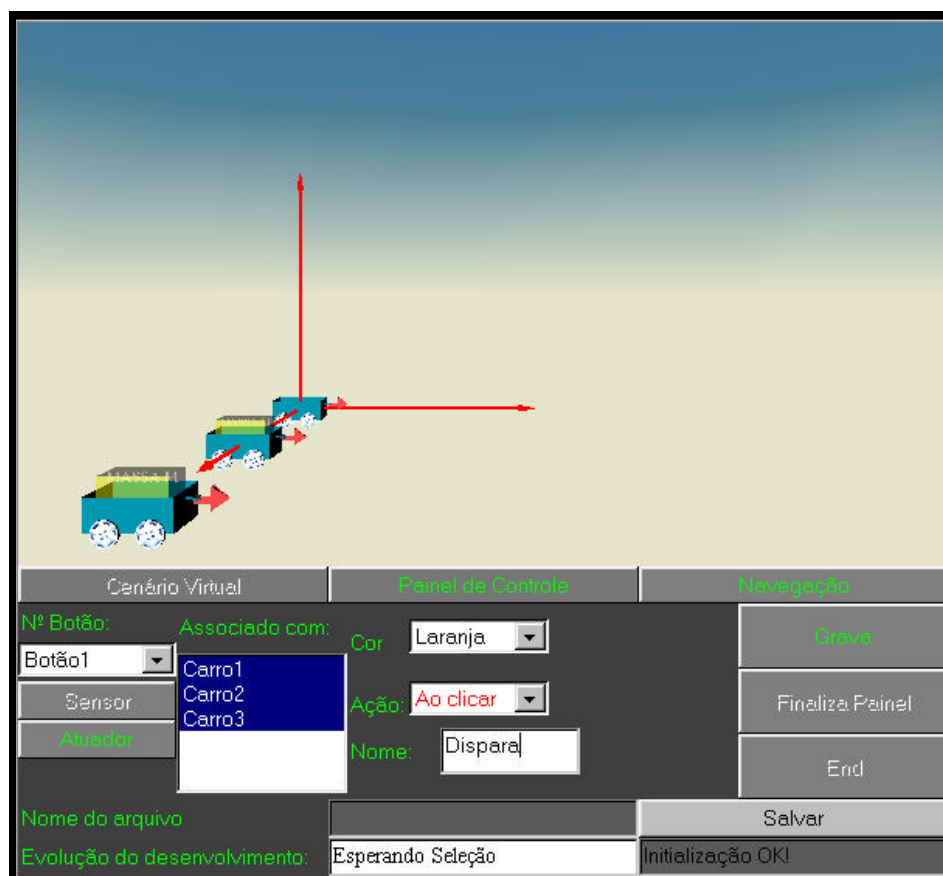 MASSA M
Cenário Virtual
Painel de Controle
Navegação
Nº Botão:
Associado com:
Cor
Laranja
Grava
Botão1
Carro1
Carro2
Carro3
Sensor
Ação:
Ao clicar
Finaliza Painel
Atuador
Nome:
Dispara
End
Nome do arquivo
Salvar
Evolução do desenvolvimento:
Esperando Seleção
Initialização OK!